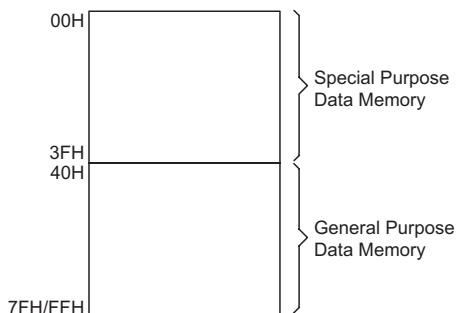 00H
Special Purpose
Data Memory
3FH
40H
General Purpose
Data Memory
7FH/FFH